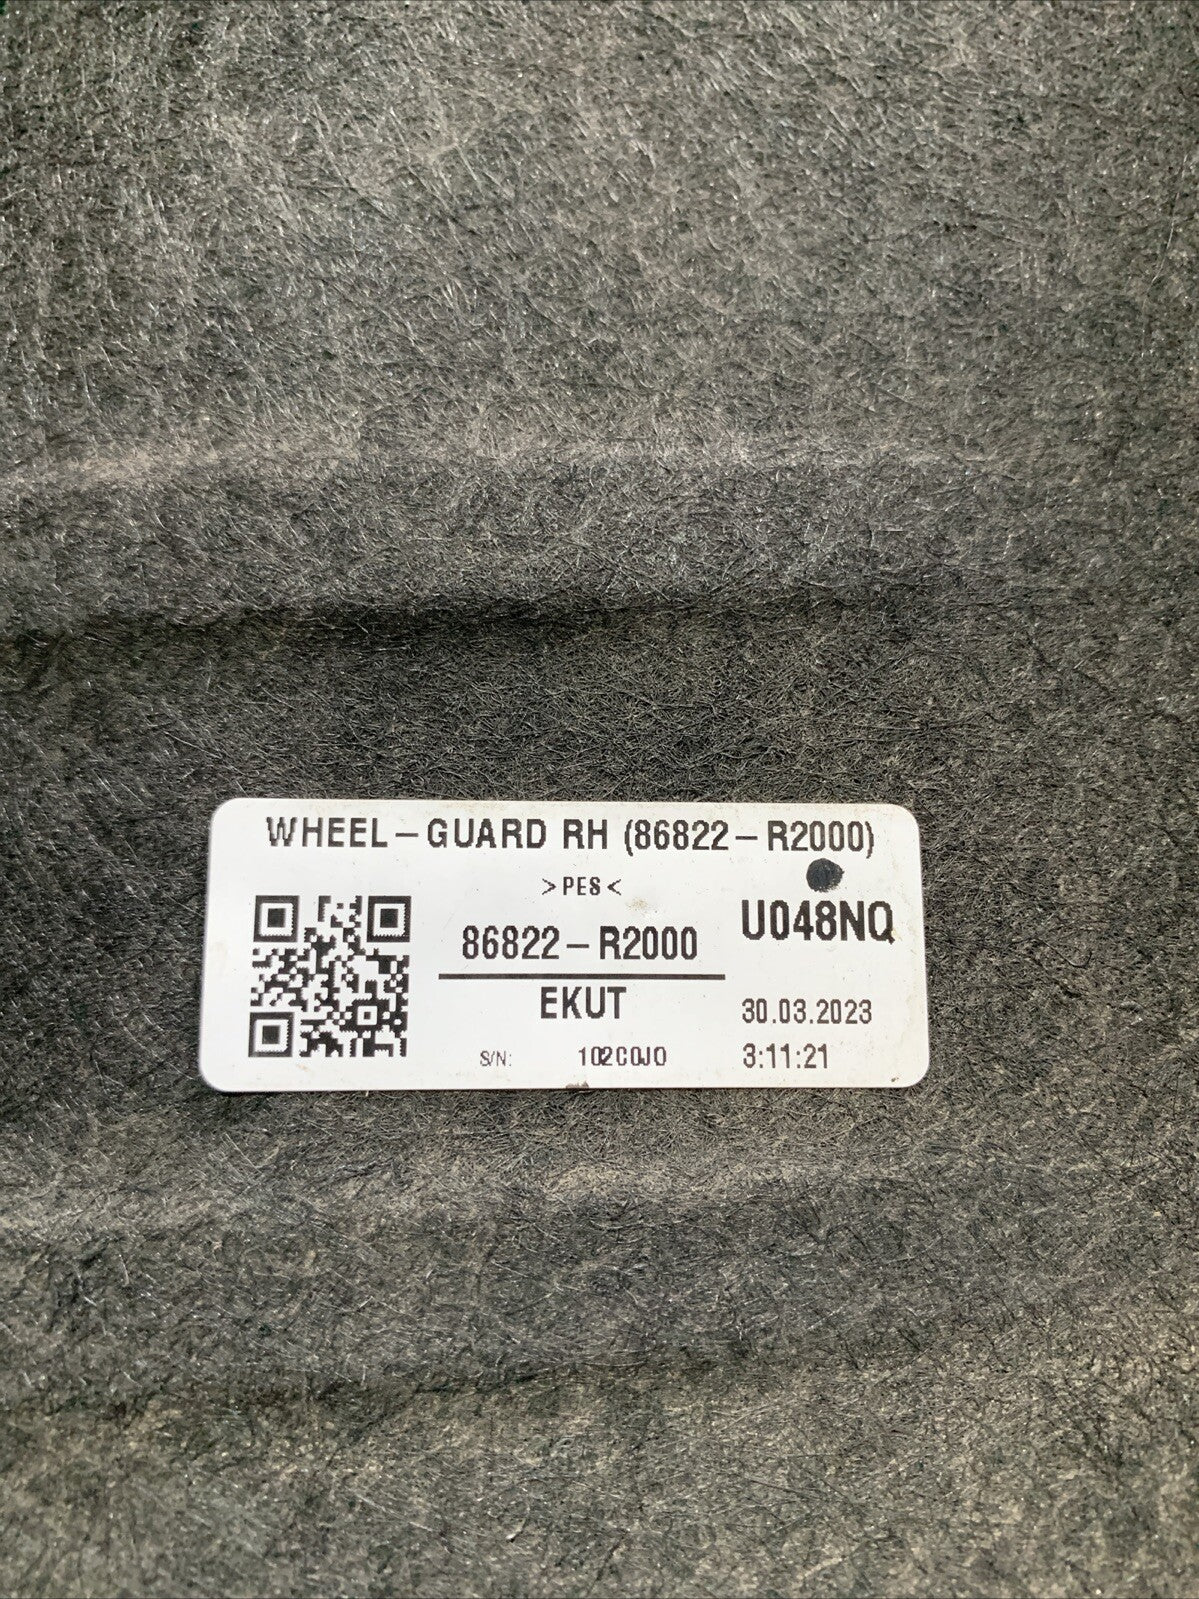 WHEEL-GUARD RH (86822-R2000)
>PES<
U048NQ
86822-R2000
EKUT
30.03.2023
S/N: 102C0J0
3:11:21